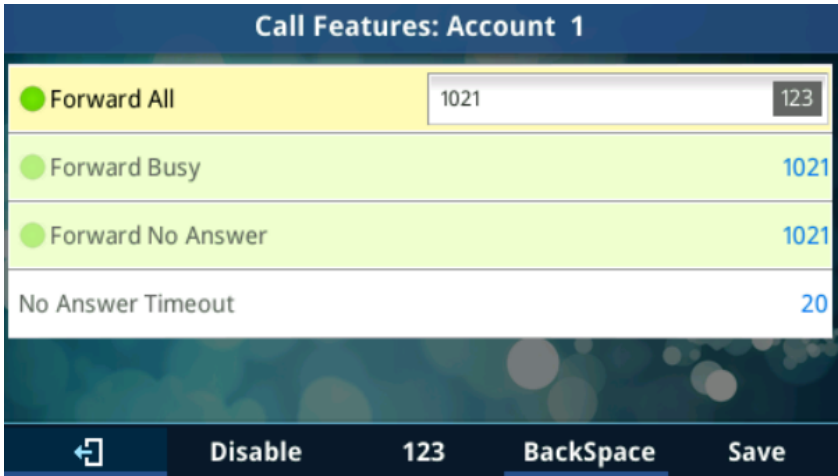 Call Features: Account 1
Forward All 1021 123
Forward Busy 1021
Forward No Answer 1021
No Answer Timeout 20
Disable 123 BackSpace Save